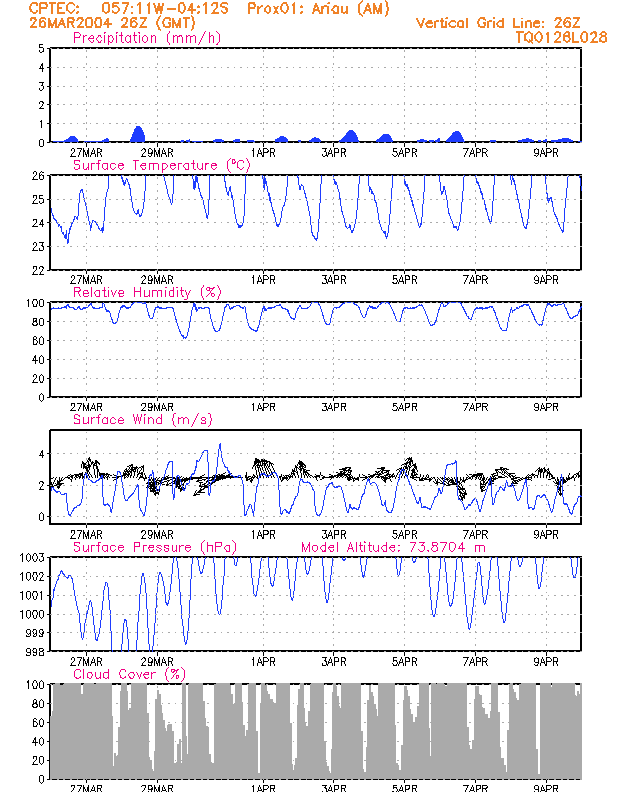 CPTEC: 057:11W-04:12S Prox01: Ariau (AM)
26MAR2004 26Z (GMT) Vertical Grid Line: 26Z
TQ0126L028
Precipitation (mm/h)
5
4
3
2
1
0
27MAR 29MAR 1APR 3APR 5APR 7APR 9APR
Surface Temperature (°C)
26
25
24
23
22
27MAR 29MAR 1APR 3APR 5APR 7APR 9APR
Relative Humidity (%)
100
80
60
40
20
0
27MAR 29MAR 1APR 3APR 5APR 7APR 9APR
Surface Wind (m/s)
4
2
0
27MAR 29MAR 1APR 3APR 5APR 7APR 9APR
Surface Pressure (hPa) Model Altitude: 73.8704 m
1003
1002
1001
1000
999
998
27MAR 29MAR 1APR 3APR 5APR 7APR 9APR
Cloud Cover (%)
100
80
60
40
20
0
27MAR 29MAR 1APR 3APR 5APR 7APR 9APR